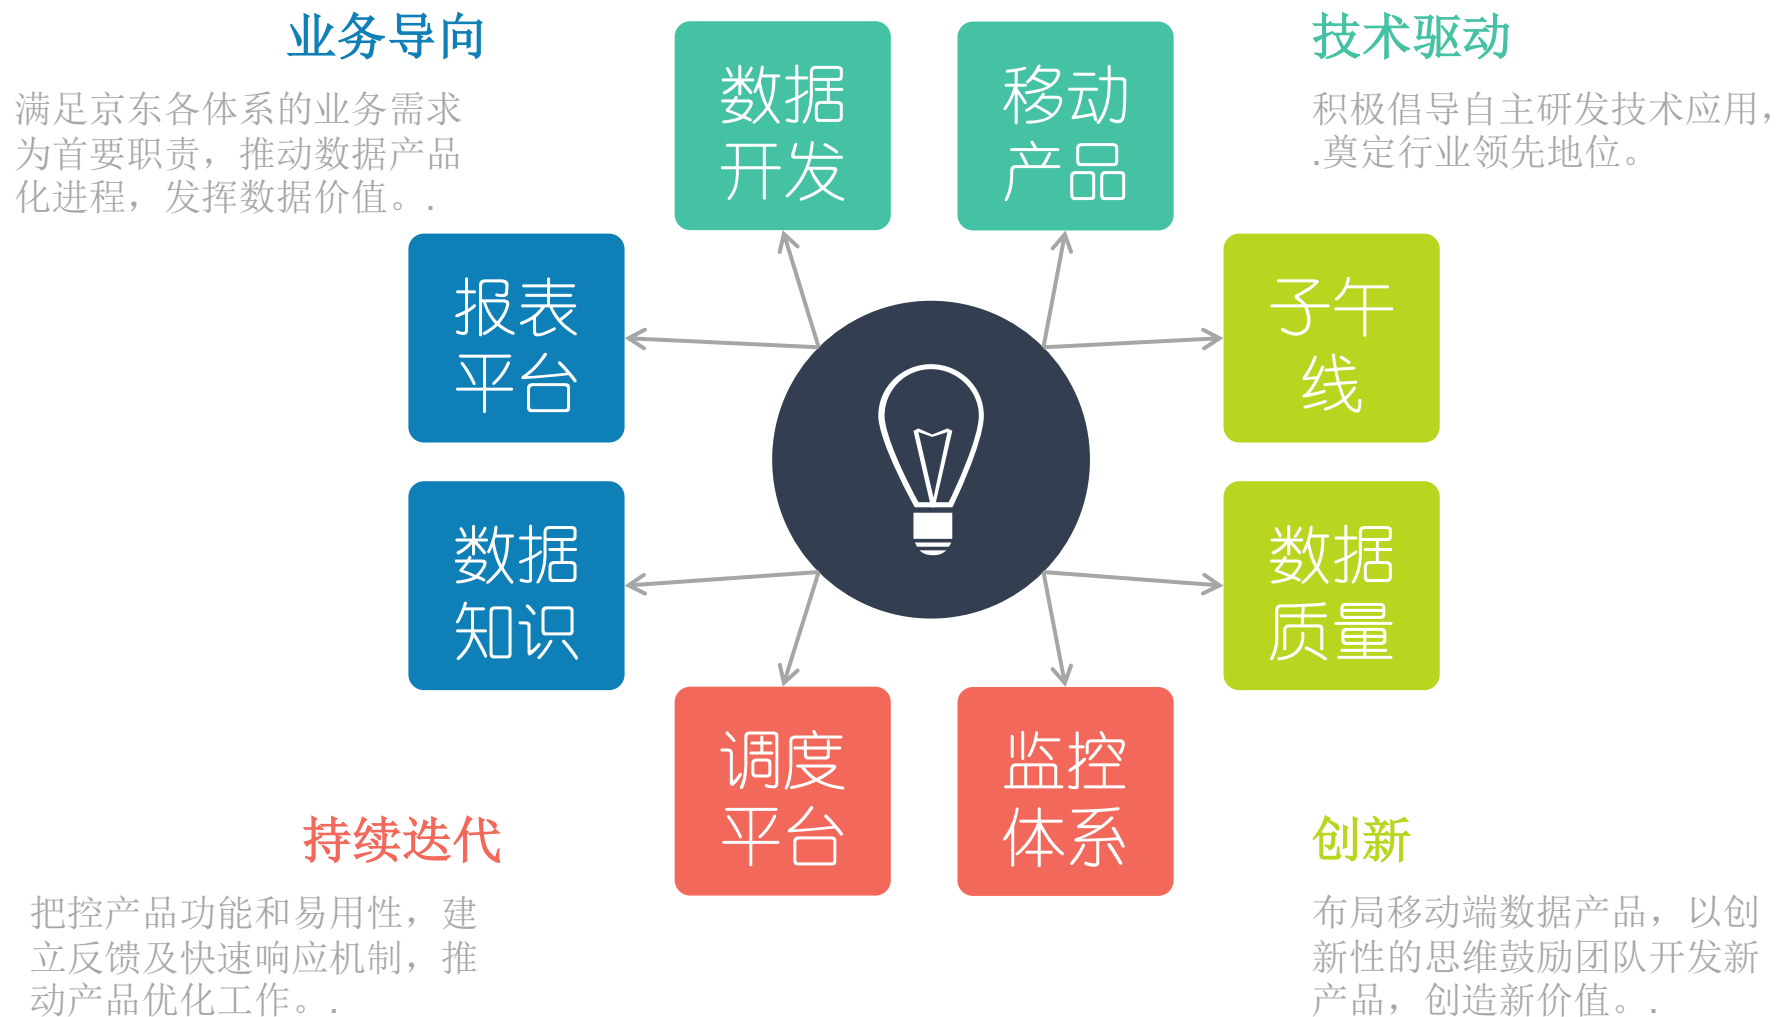 业务导向
满足京东各体系的业务需求
为首要职责，推动数据产品
化进程，发挥数据价值。.
数据
开发
移动
产品
技术驱动
积极倡导自主研发技术应用，
.奠定行业领先地位。
报表
平台
子午
线
数据
知识
数据
质量
调度
平台
监控
体系
持续迭代
把控产品功能和易用性，建
立反馈及快速响应机制，推
动产品优化工作。.
创新
布局移动端数据产品，以创
新性的思维鼓励团队开发新
产品，创造新价值。.